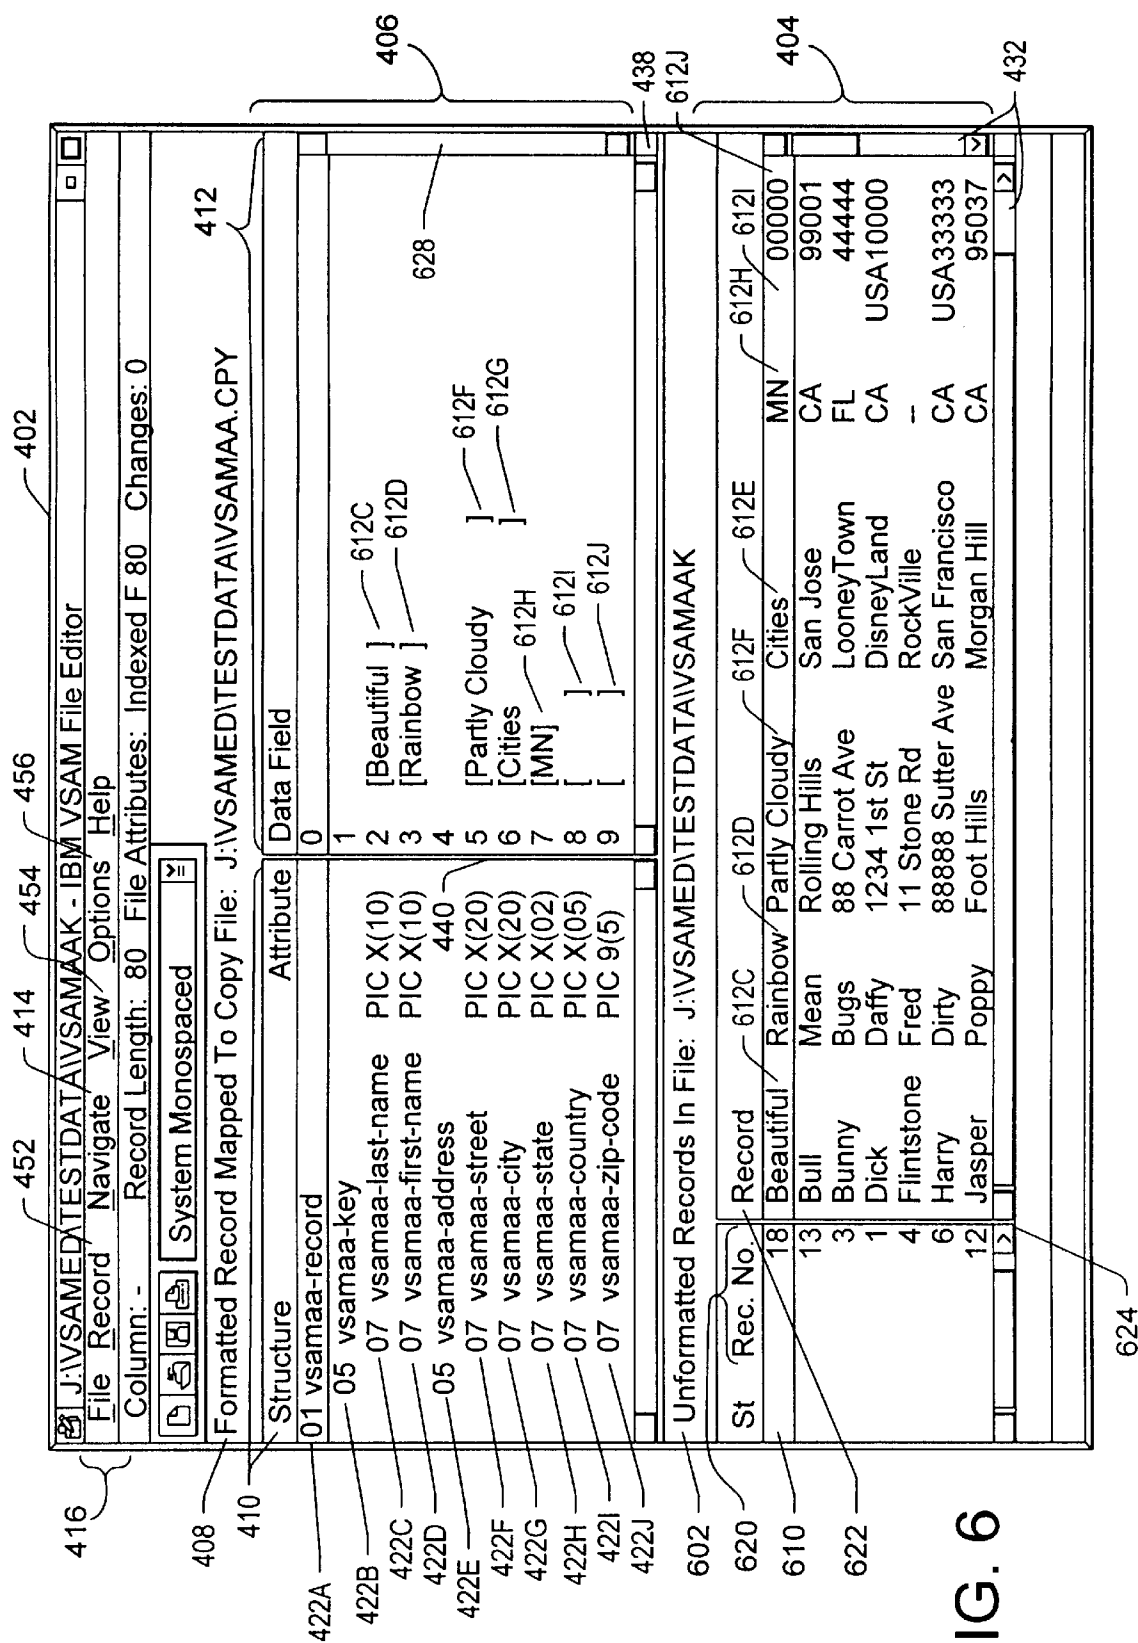 402
452
414
454
456
416
J:\VSAMED\TESTDATA\VSAMAAK - IBM VSAM File Editor
File Record Navigate View Options Help
Column: - Record Length: 80 File Attributes: Indexed F 80 Changes: 0
System Monospaced
408
Formatted Record Mapped To Copy File: J:\VSAMED\TESTDATA\VSAMAA.CPY
412
406
410
Structure Attribute Data Field
422A
01 vsamaa-record 0
422B
05 vsamaa-key 1
422C
07 vsamaa-last-name PIC X(10) 2 [Beautiful ] 612C
422D
07 vsamaa-first-name PIC X(10) 3 [Rainbow ] 612D
628
422E
05 vsamaa-address 440 4
422F
07 vsamaa-street PIC X(20) 5 [Partly Cloudy ] 612F
422G
07 vsamaa-city PIC X(20) 6 [Cities ] 612G
422H
07 vsamaa-state PIC X(02) 7 [MN] 612H
422I
07 vsamaa-country PIC X(05) 8 [ ] 612I
422J
07 vsamaa-zip-code PIC 9(5) 9 [ ] 612J
438
602
Unformatted Records In File: J:\VSAMED\TESTDATA\VSAMAAK
612J
404
620
St Rec. No. Record
612C 612D 612F 612E 612H 612I
610
18 Beautiful Rainbow Partly Cloudy Cities MN 00000
13 Bull Mean Rolling Hills San Jose CA 99001
3 Bunny Bugs 88 Carrot Ave LooneyTown FL 44444
1 Dick Daffy 1234 1st St DisneyLand CA USA10000
4 Flintstone Fred 11 Stone Rd RockVille --
6 Harry Dirty 88888 Sutter Ave San Francisco CA USA33333
12 Jasper Poppy Foot Hills Morgan Hill CA 95037
622
624
432
IG. 6